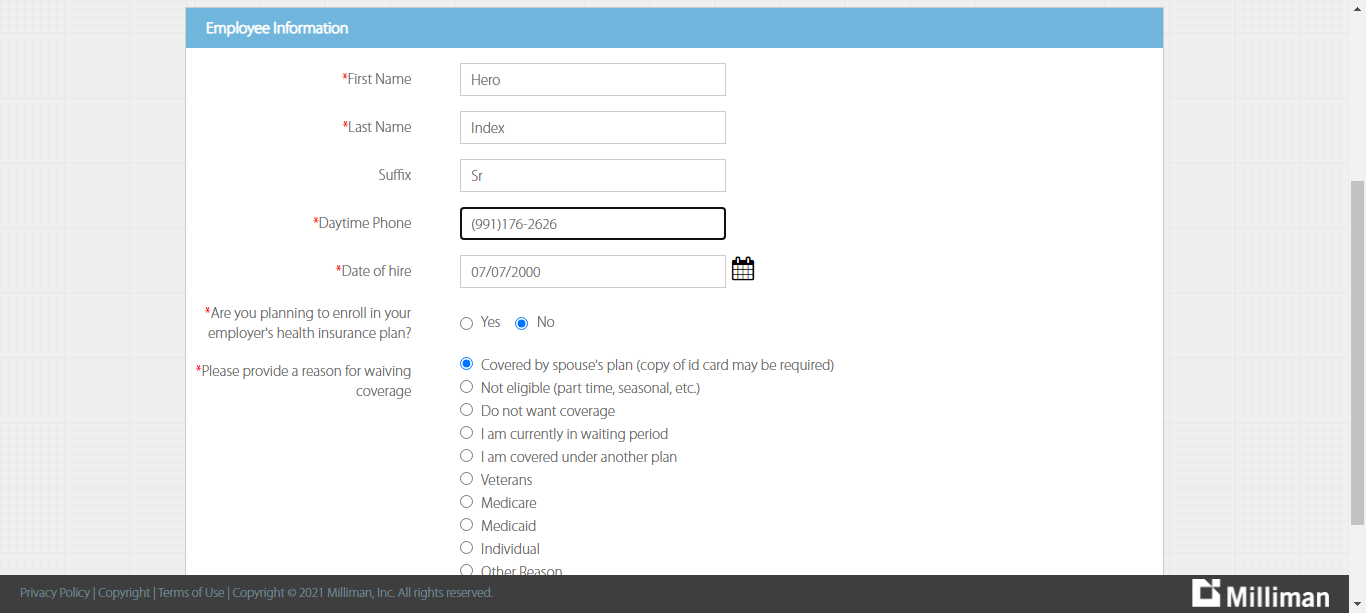 Employee Information
*First Name
Hero
*Last Name
Index
Suffix
Sr
*Daytime Phone
(991)176-2626
*Date of hire
07/07/2000
*Are you planning to enroll in your
employer's health insurance plan?
Yes
No
*Please provide a reason for waiving
coverage
Covered by spouse's plan (copy of id card may be required)
Not eligible (part time, seasonal, etc.)
Do not want coverage
I am currently in waiting period
I am covered under another plan
Veterans
Medicare
Medicaid
Individual
Other Reason
Privacy Policy | Copyright | Terms of Use | Copyright © 2021 Milliman, Inc. All rights reserved.
Milliman